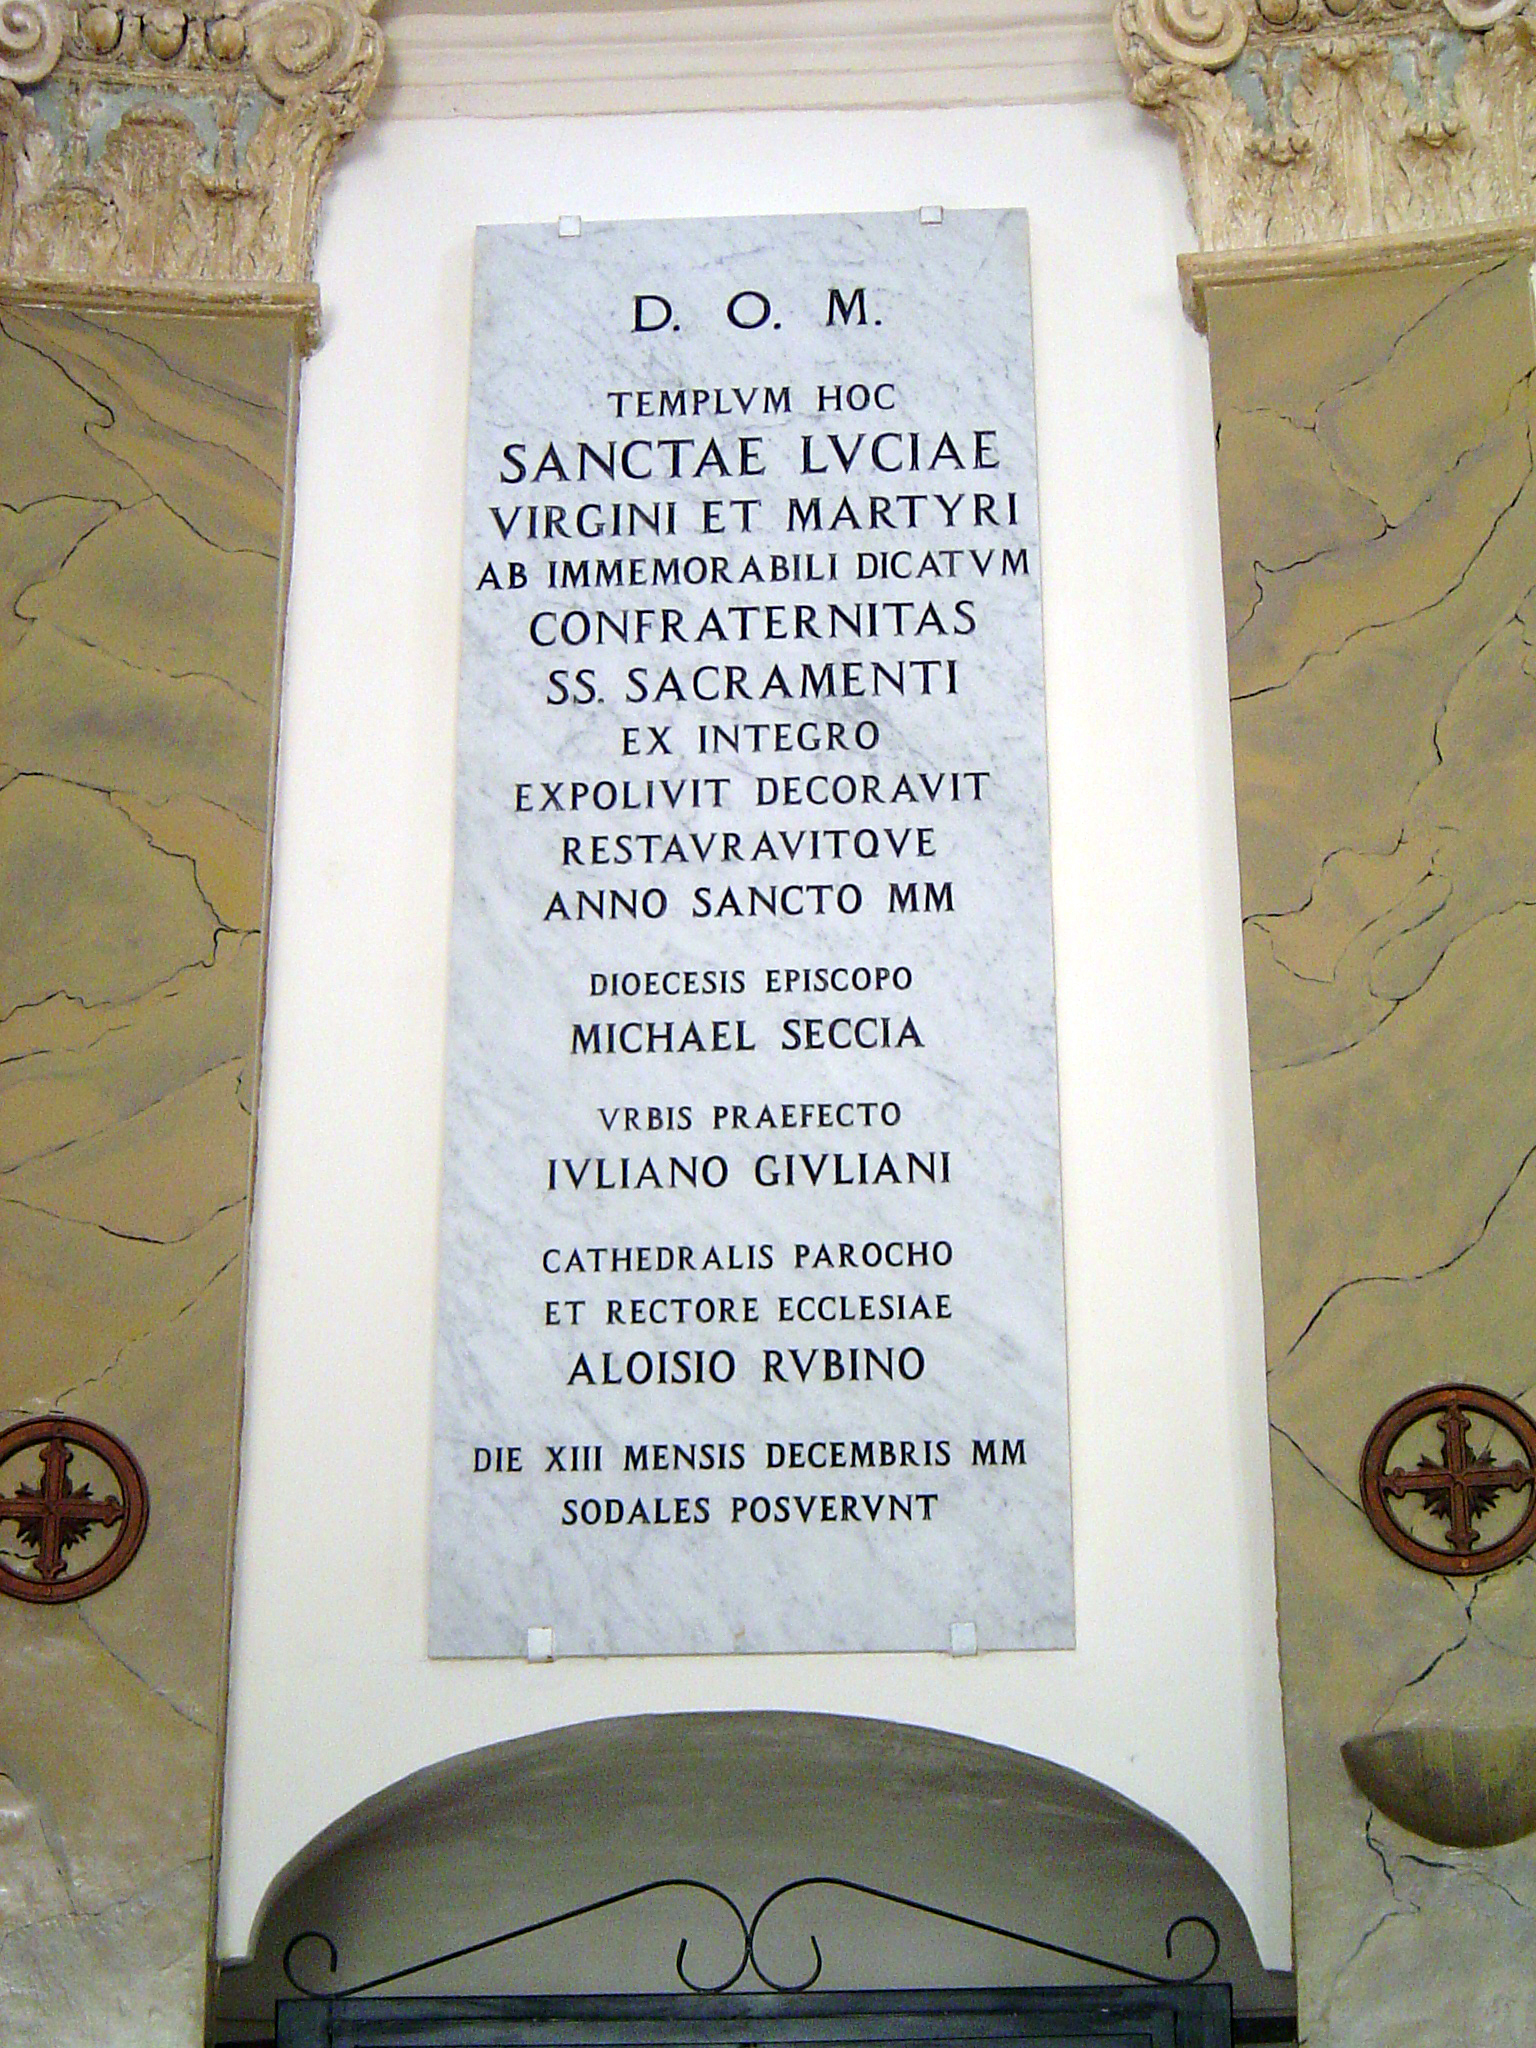 D. O. M.
TEMPLVM HOC
SANCTAE LVCIAE
VIRGINI ET MARTYRI
AB IMMEMORABILI DICATVM
CONFRATERNITAS
SS. SACRAMENTI
EX INTEGRO
EXPOLIVIT DECORAVIT
RESTAVRAVITQVE
ANNO SANCTO MM
DIOECESIS EPISCOPO
MICHAEL SECCIA
VRBIS PRAEFECTO
IVLIANO GIVLIANI
CATHEDRALIS PAROCHO
ET RECTORE ECCLESIAE
ALOISIO RVBINO
DIE XIII MENSIS DECEMBRIS MM
SODALES POSVERVNT